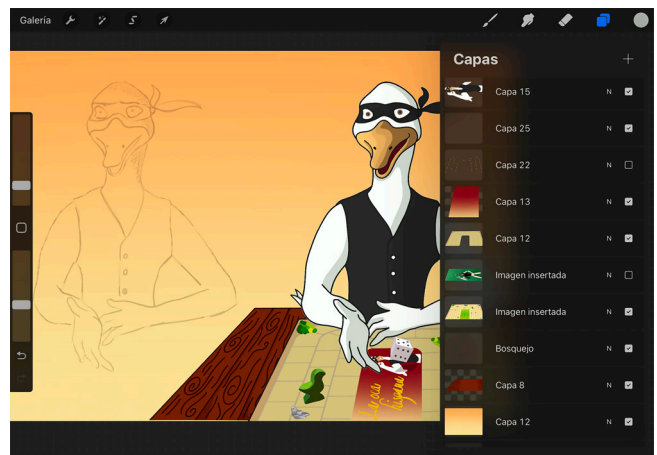 Galería
Capas
Capa 15 N
Capa 25 N
Capa 22 N
Capa 13 N
Capa 12 N
Imagen insertada N
Imagen insertada N
Bosquejo N
Capa 8 N
Capa 12 N